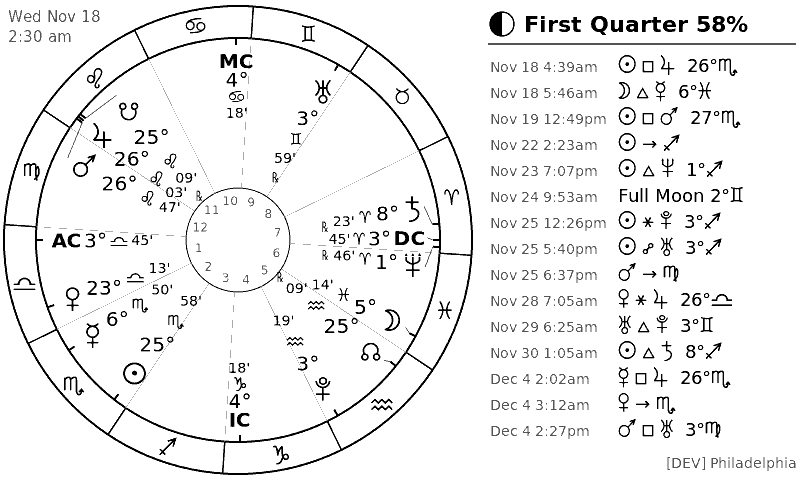 Wed Nov 18
2:30 am
First Quarter 58%
Nov 18 4:39am ☉ □ ♃ 26°♏
Nov 18 5:46am ☽ △ ☿ 6°♓
Nov 19 12:49pm ☉ □ ♂ 27°♏
Nov 22 2:23am ☉ → ♐
Nov 23 7:07pm ☉ △ ♆ 1°♐
Nov 24 9:53am Full Moon 2°♊
Nov 25 12:26pm ☉ ⚹ ⚘ 3°♐
Nov 25 5:40pm ☉ ☍ ♅ 3°♐
Nov 25 6:37pm ♂ → ♍
Nov 28 7:05am ♀ ⚹ ♃ 26°♎
Nov 29 6:25am ♅ △ ♇ 3°♊
Nov 30 1:05am ☉ △ ♄ 8°♐
Dec 4 2:02am ☿ □ ♃ 26°♏
Dec 4 3:12am ♀ → ♏
Dec 4 2:27pm ♂ □ ♅ 3°♍
[DEV] Philadelphia
MC
4°
♋
18'
♅
3°
♊
59'
℞
☋ 25° ♌ 09' ℞
♃ 26° ♌ 03'
♂ 26° ♌ 47'
AC 3° ♎ 45'
♀ 23° ♎ 13'
☿ 6° ♏ 50'
☉ 25° ♏ 58'
℞ 23' ♈ 8° ♄
45' ♈ 3° DC
℞ 46' ♈ 1° ♆
☽ 5° ♓ 14'
☊ 25° ♒ 09' ℞
19'
♒
3°
♇
18'
♑
4°
IC
1
2
3
4
5
6
7
8
9
10
11
12